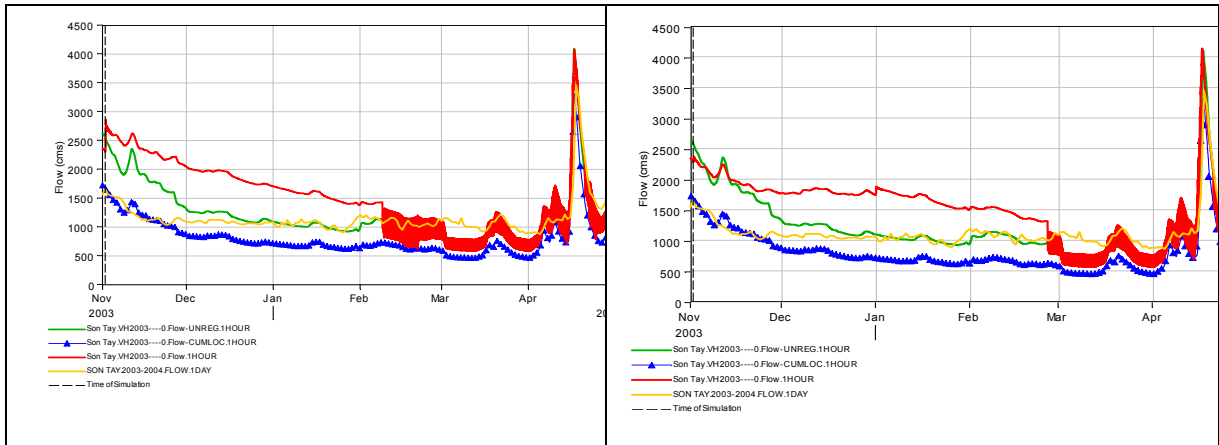 4500
4000
3500
3000
2500
2000
1500
1000
500
0
Flow (cms)
Nov Dec Jan Feb Mar Apr
2003 20
Son Tay.VH2003----0.Flow-UNREG.1HOUR
Son Tay.VH2003----0.Flow-CUMLOC.1HOUR
Son Tay.VH2003----0.Flow.1HOUR
SON TAY.2003-2004.FLOW.1DAY
Time of Simulation
4500
4000
3500
3000
2500
2000
1500
1000
500
0
Flow (cms)
Nov Dec Jan Feb Mar Apr
2003
Son Tay.VH2003----0.Flow-UNREG.1HOUR
Son Tay.VH2003----0.Flow-CUMLOC.1HOUR
Son Tay.VH2003----0.Flow.1HOUR
SON TAY.2003-2004.FLOW.1DAY
Time of Simulation